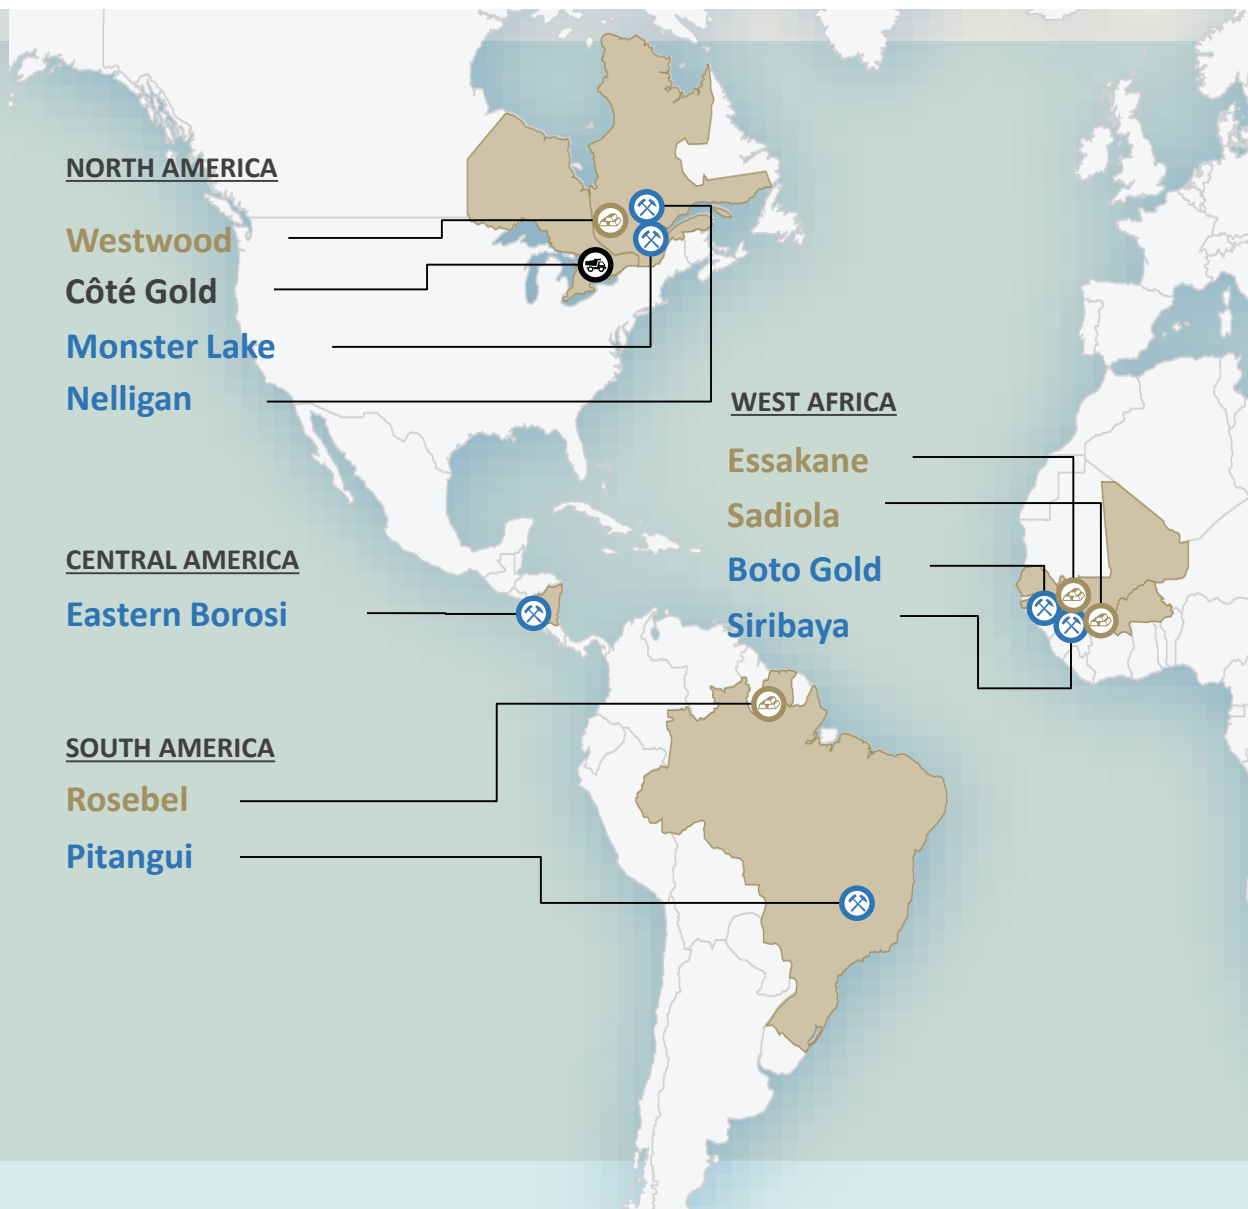 NORTH AMERICA
Westwood
Côté Gold
Monster Lake
Nelligan
WEST AFRICA
Essakane
Sadiola
Boto Gold
Siribaya
CENTRAL AMERICA
Eastern Borosi
SOUTH AMERICA
Rosebel
Pitangui